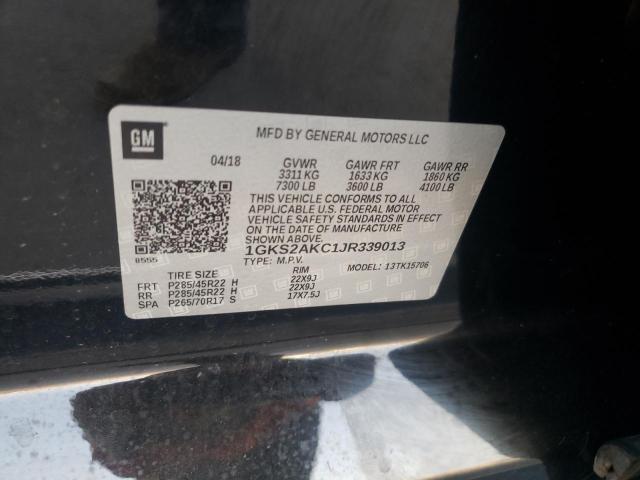 GM
MFD BY GENERAL MOTORS LLC
04/18 GVWR GAWR FRT GAWR RR
3311 KG 1633 KG 1860 KG
7300 LB 3600 LB 4100 LB
THIS VEHICLE CONFORMS TO ALL
APPLICABLE U.S. FEDERAL MOTOR
VEHICLE SAFETY STANDARDS IN EFFECT
ON THE DATE OF MANUFACTURE
SHOWN ABOVE.
1GKS2AKC1JR339013
8555 TYPE: M.P.V. MODEL: 13TK15706
TIRE SIZE RIM
FRT P285/45R22 H 22X9J
RR P285/45R22 H 22X9J
SPA P265/70R17 S 17X7.5J